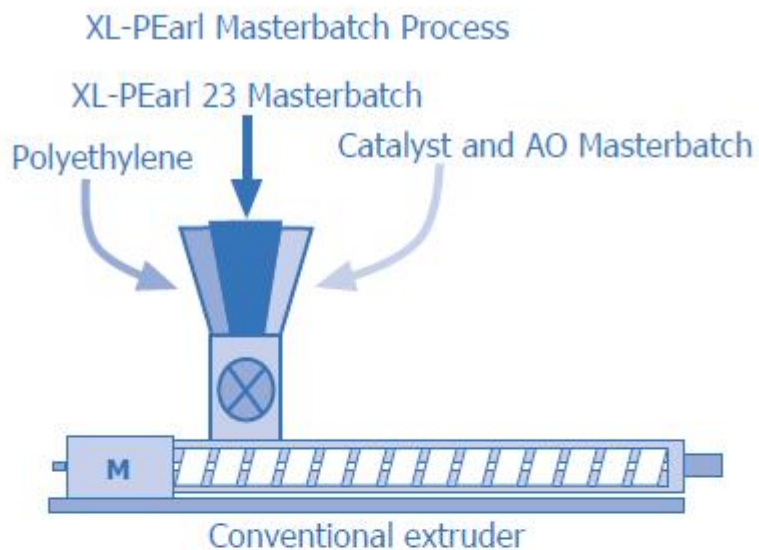 XL-PEarl Masterbatch Process
XL-PEarl 23 Masterbatch
Polyethylene
Catalyst and AO Masterbatch
M
Conventional extruder